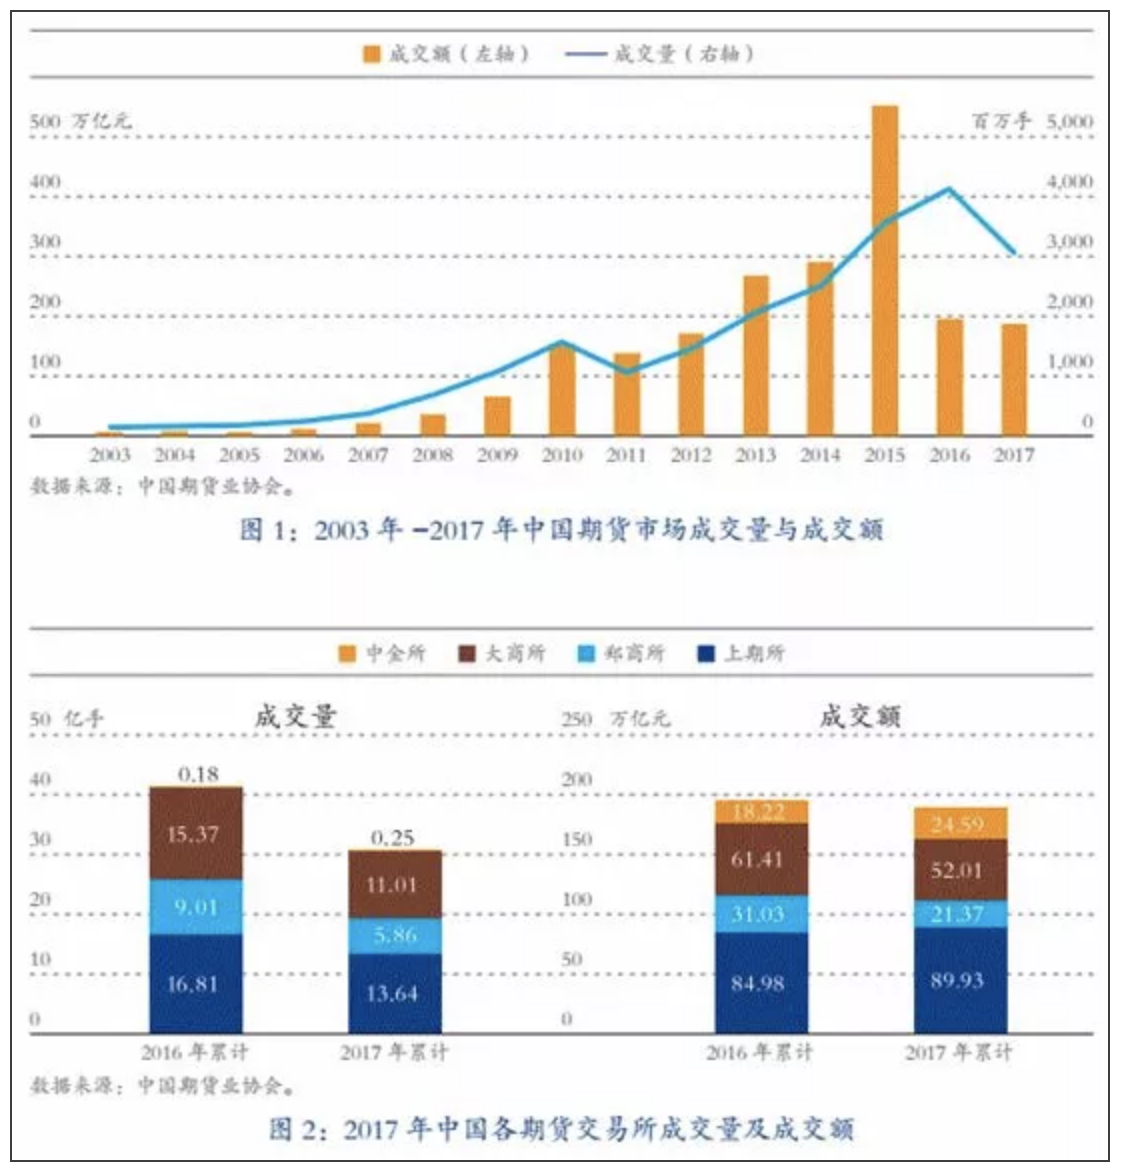 成交额（左轴） 成交量（右轴）
500 万亿元 百万手 5,000
400 4,000
300 3,000
200 2,000
100 1,000
0 0
2003 2004 2005 2006 2007 2008 2009 2010 2011 2012 2013 2014 2015 2016 2017
数据来源：中国期货业协会。
图 1：2003 年 –2017 年中国期货市场成交量与成交额
中金所 大商所 郑商所 上期所
50 亿手 成交量 250 万亿元 成交额
40 0.18 200 18.22
15.37 0.25 24.59
30 150
11.01 61.41 52.01
20 9.01 100 31.03 21.37
5.86
10 16.81 13.64 50 84.98 89.93
0 0
2016 年累计 2017 年累计 2016 年累计 2017 年累计
数据来源：中国期货业协会。
图 2：2017 年中国各期货交易所成交量及成交额